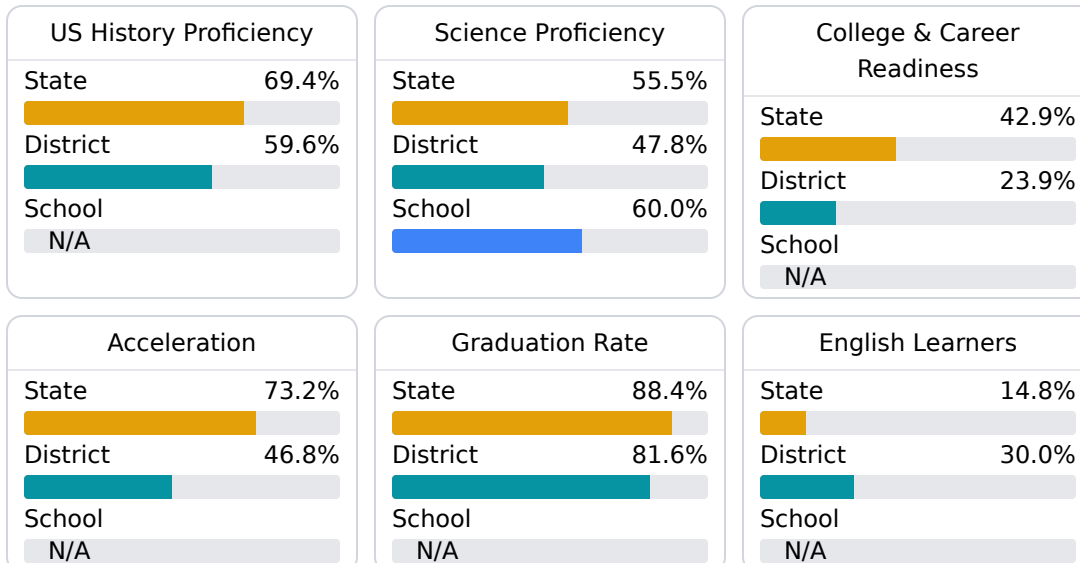 US History Proficiency
State 69.4%
District 59.6%
School
N/A
Science Proficiency
State 55.5%
District 47.8%
School 60.0%
College & Career
Readiness
State 42.9%
District 23.9%
School
N/A
Acceleration
State 73.2%
District 46.8%
School
N/A
Graduation Rate
State 88.4%
District 81.6%
School
N/A
English Learners
State 14.8%
District 30.0%
School
N/A